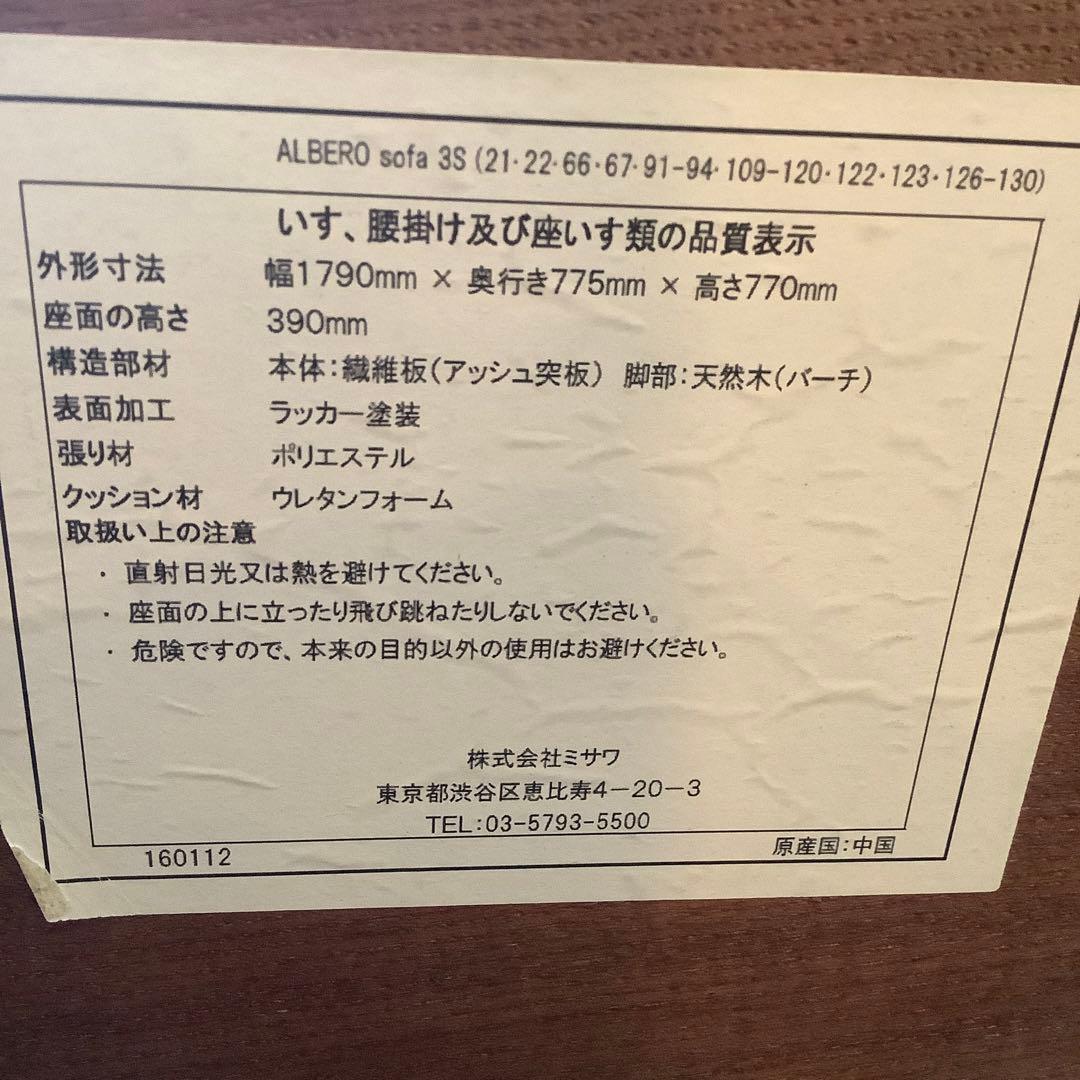 ALBERO sofa 3S (21·22·66·67·91-94·109-120·122·123·126-130)
いす、腰掛け及び座いす類の品質表示
外形寸法 幅1790mm × 奥行き775mm × 高さ770mm
座面の高さ 390mm
構造部材 本体：繊維板（アッシュ突板） 脚部：天然木（バーチ）
表面加工 ラッカー塗装
張り材 ポリエステル
クッション材 ウレタンフォーム
取扱い上の注意
・ 直射日光又は熱を避けてください。
・ 座面の上に立ったり飛び跳ねたりしないでください。
・ 危険ですので、本来の目的以外の使用はお避けください。
株式会社ミサワ
東京都渋谷区恵比寿4－20－3
TEL：03-5793-5500
160112 原産国：中国